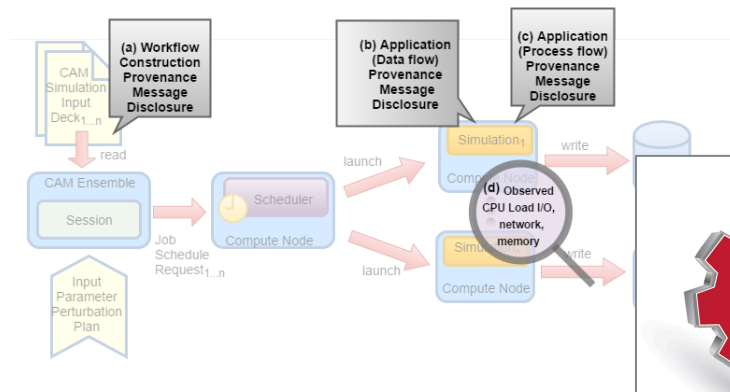 (a) Workflow
Construction
Provenance
Message
Disclosure
(b) Application
(Data flow)
Provenance
Message
Disclosure
(c) Application
(Process flow)
Provenance
Message
Disclosure
CAM
Simulation
Input
Deck1...n
read
CAM Ensemble
Session
Job
Schedule
Request1...n
Input
Parameter
Perturbation
Plan
Scheduler
Compute Node
launch
launch
Simulation1
Compute Node
(d) Observed
CPU Load I/O,
network,
memory
Compute Node
write
write